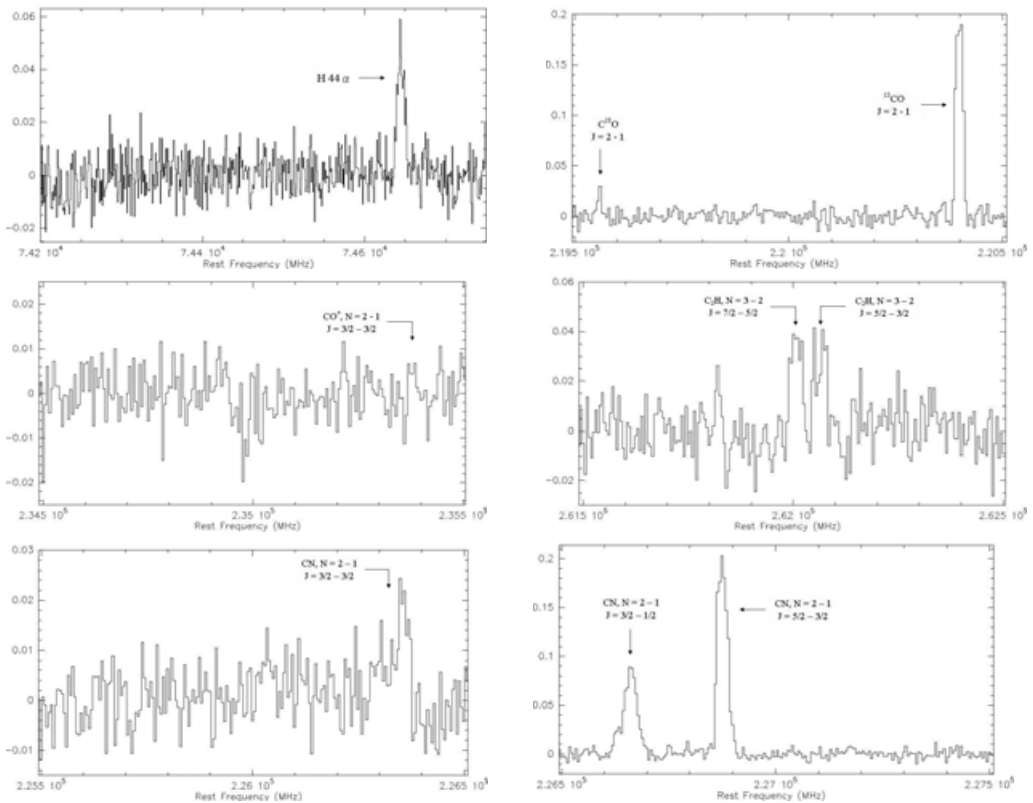 0.06
0.04
0.02
0
−0.02
H 44 α
7.42 10⁴
7.44 10⁴
7.46 10⁴
Rest Frequency (MHz)
0.2
0.15
0.1
0.05
0
C¹⁸O
J = 2 - 1
¹³CO
J = 2 - 1
2.195 10⁵
2.2 10⁵
2.205 10⁵
Rest Frequency (MHz)
0.02
0.01
0
−0.01
−0.02
CO⁺, N = 2 - 1
J = 3/2 – 3/2
2.345 10⁵
2.35 10⁵
2.355 10⁵
Rest Frequency (MHz)
0.06
0.04
0.02
0
−0.02
C₂H, N = 3 – 2
J = 7/2 – 5/2
C₂H, N = 3 – 2
J = 5/2 – 3/2
2.615 10⁵
2.62 10⁵
2.625 10⁵
Rest Frequency (MHz)
0.03
0.02
0.01
0
−0.01
CN, N = 2 – 1
J = 3/2 – 3/2
2.255 10⁵
2.26 10⁵
2.265 10⁵
Rest Frequency (MHz)
0.2
0.15
0.1
0.05
0
CN, N = 2 – 1
J = 3/2 – 1/2
CN, N = 2 – 1
J = 5/2 – 3/2
2.265 10⁵
2.27 10⁵
2.275 10⁵
Rest Frequency (MHz)